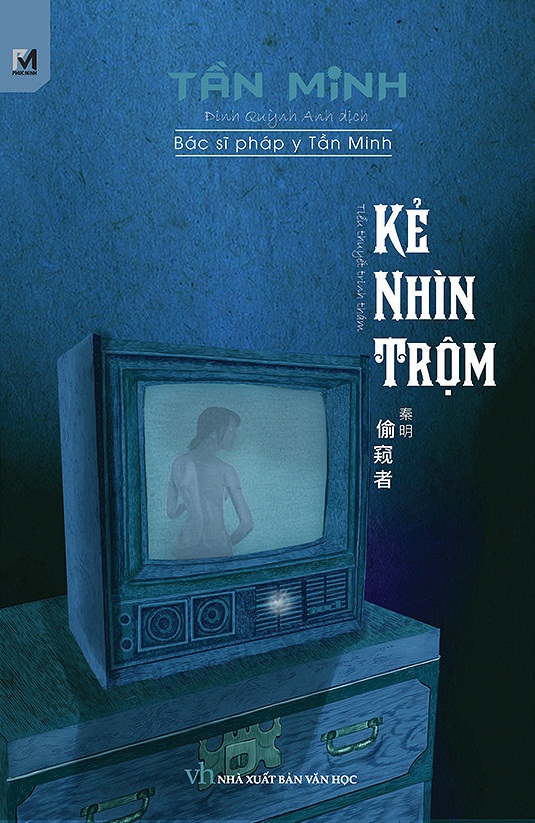 PHUCMINH
TẦN MINH
Đinh Quỳnh Anh dịch
Bác sĩ pháp y Tần Minh
Tiểu thuyết trinh thám
KẺ
NHÌN
TRỘM
秦明
偷窺者
vh NHÀ XUẤT BẢN VĂN HỌC